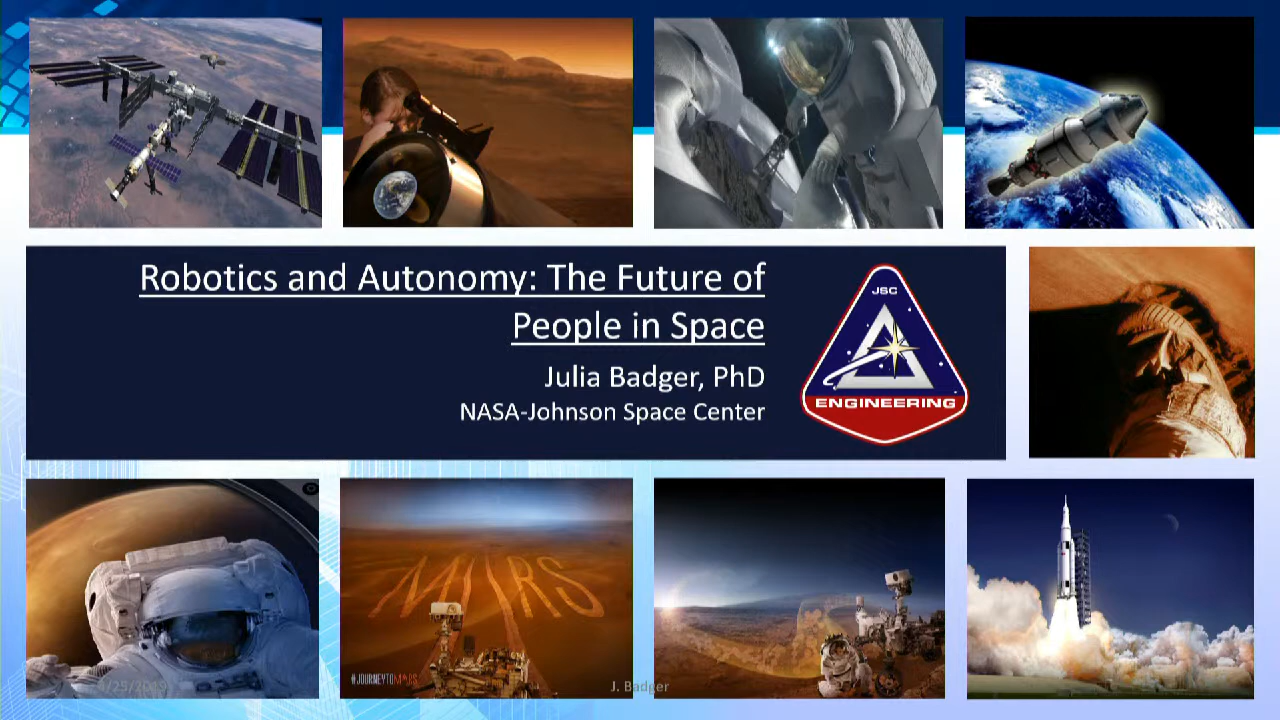 Robotics and Autonomy: The Future of
People in Space
Julia Badger, PhD
NASA-Johnson Space Center
JSC
ENGINEERING
MARS
#JOURNEYTOMARS
J. Badger